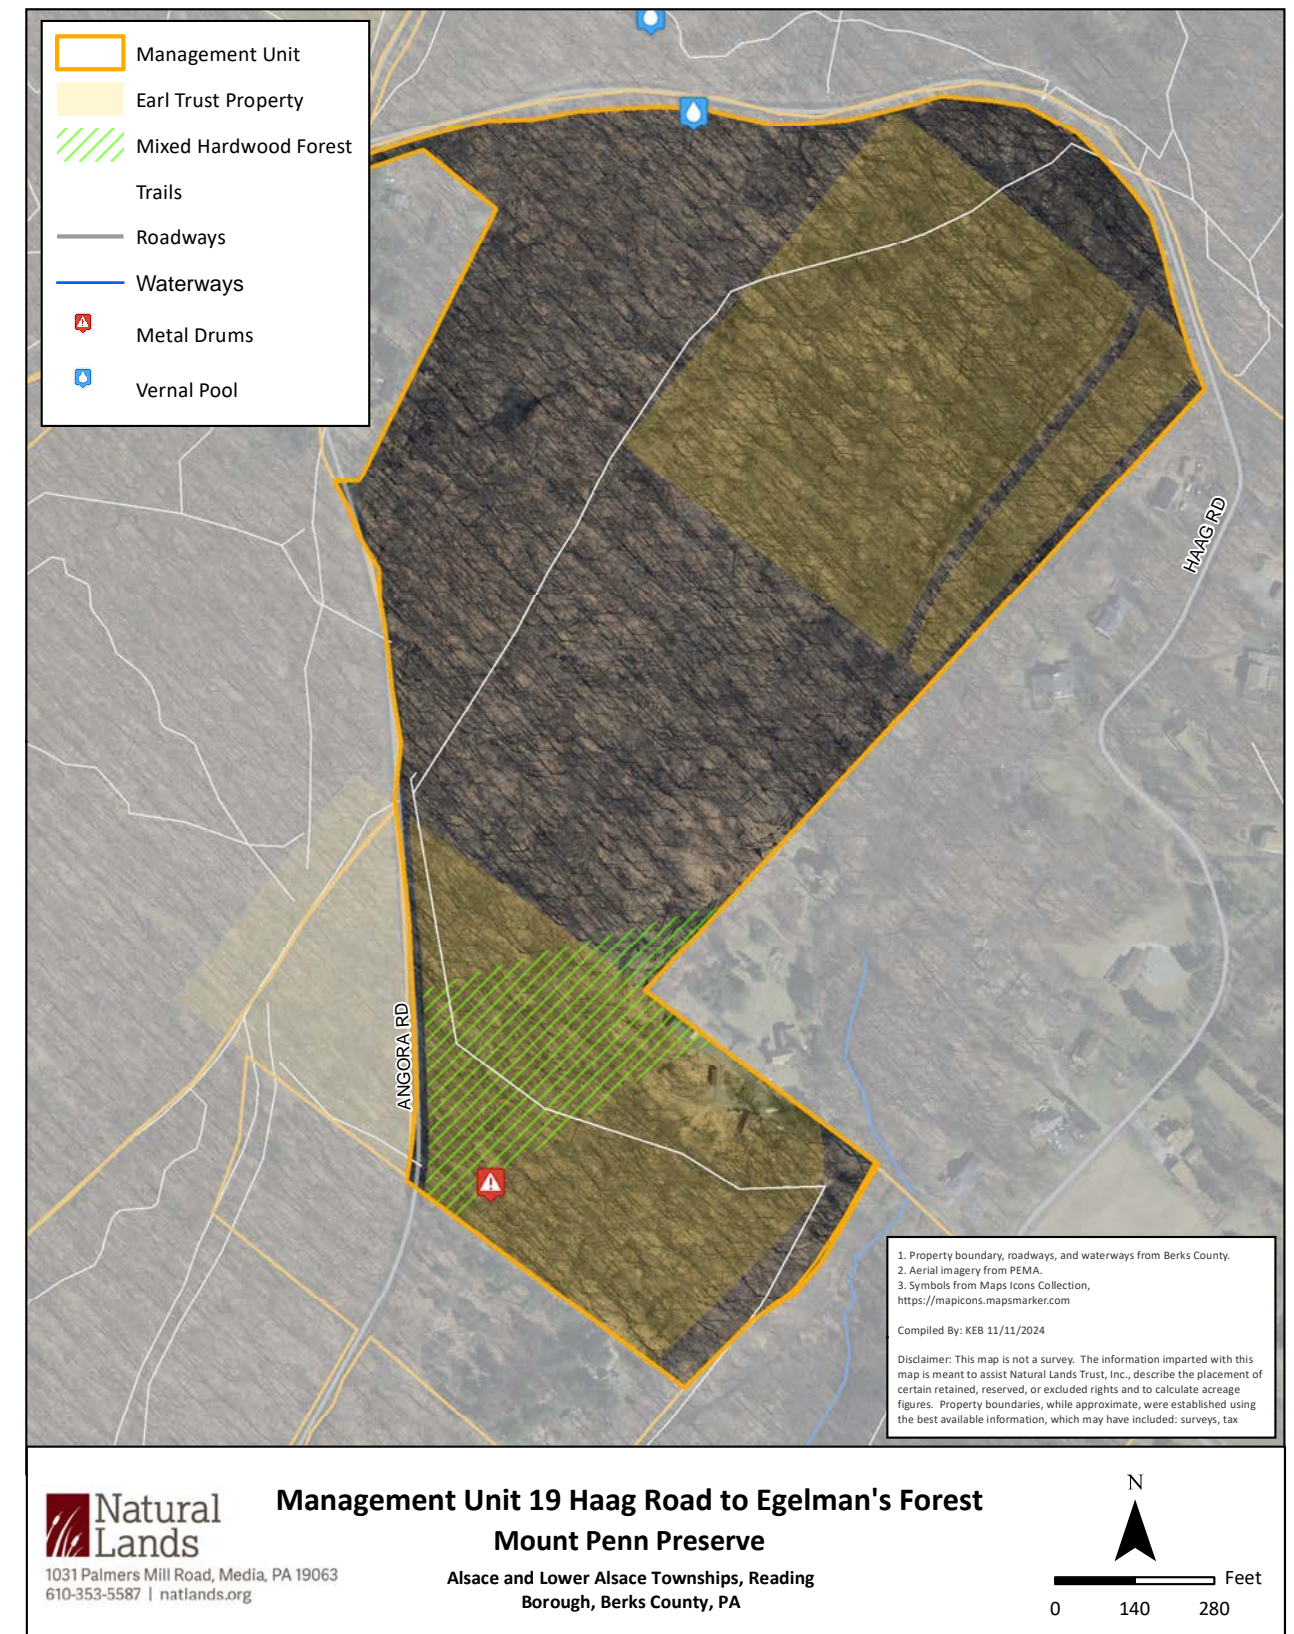 Management Unit
Earl Trust Property
Mixed Hardwood Forest
Trails
Roadways
Waterways
Metal Drums
Vernal Pool
HAAG RD
ANGORA RD
1. Property boundary, roadways, and waterways from Berks County.
2. Aerial imagery from PEMA.
3. Symbols from Maps Icons Collection,
https://mapicons.mapsmarker.com
Compiled By: KEB 11/11/2024
Disclaimer: This map is not a survey. The information imparted with this
map is meant to assist Natural Lands Trust, Inc., describe the placement of
certain retained, reserved, or excluded rights and to calculate acreage
figures. Property boundaries, while approximate, were established using
the best available information, which may have included: surveys, tax
Natural
Lands
1031 Palmers Mill Road, Media, PA 19063
610-353-5587 | natlands.org
Management Unit 19 Haag Road to Egelman's Forest
Mount Penn Preserve
Alsace and Lower Alsace Townships, Reading
Borough, Berks County, PA
N
Feet
0 140 280